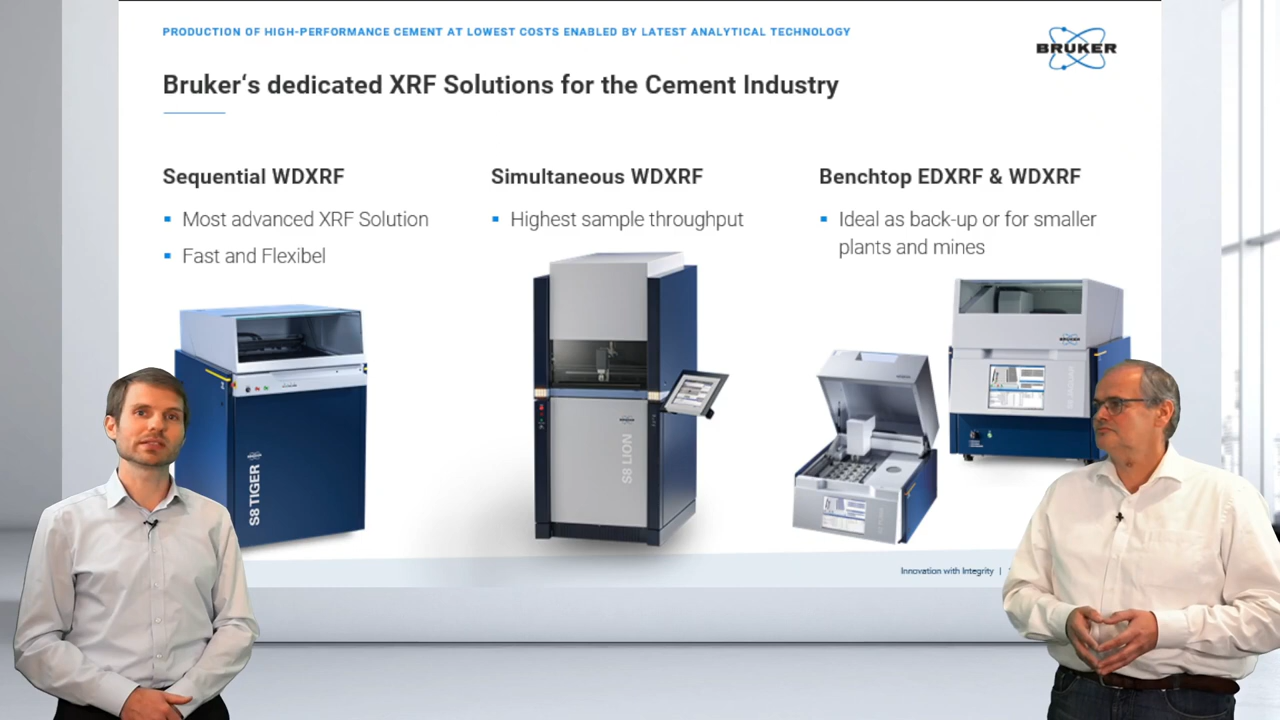 PRODUCTION OF HIGH-PERFORMANCE CEMENT AT LOWEST COSTS ENABLED BY LATEST ANALYTICAL TECHNOLOGY
BRUKER
Bruker‘s dedicated XRF Solutions for the Cement Industry
Sequential WDXRF
▪ Most advanced XRF Solution
▪ Fast and Flexibel
Simultaneous WDXRF
▪ Highest sample throughput
Benchtop EDXRF & WDXRF
▪ Ideal as back-up or for smaller
plants and mines
S8 TIGER
S8 LION
BRUKER
Innovation with Integrity |